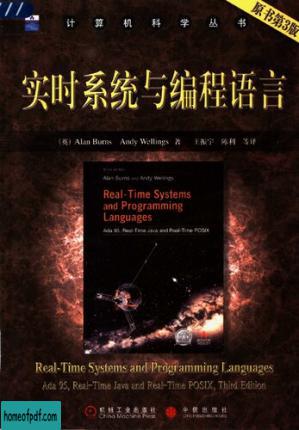 计算机科学丛书
原书第3版
实时系统与编程语言
(英) Alan Burns Andy Wellings 著 王振宇 陈利 等译
Alan Burns and Andy Wellings
Real-Time Systems
and Programming
Languages
Ada 95, Real-Time Java and Real-Time POSIX
Real-Time Systems and Programming Languages
Ada 95, Real-Time Java and Real-Time POSIX, Third Edition
机械工业出版社
China Machine Press
中信出版社
homeofpdf.com